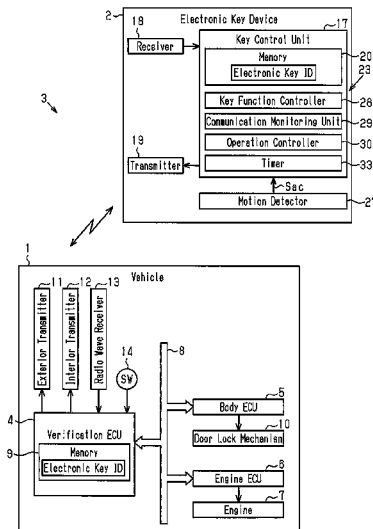 2
Electronic Key Device
18
Receiver
17
Key Control Unit
Memory
20
Electronic Key ID
23
3
Key Function Controller
28
Communication Monitoring Unit
29
19
Operation Controller
30
Transmitter
Timer
33
Sac
Motion Detector
1
Vehicle
11
12
13
Exterior Transmitter
Interior Transmitter
Radio Wave Receiver
14
SW
8
5
4
Body ECU
Verification ECU
10
9
Memory
Door Lock Mechanism
Electronic Key ID
6
Engine ECU
7
Engine